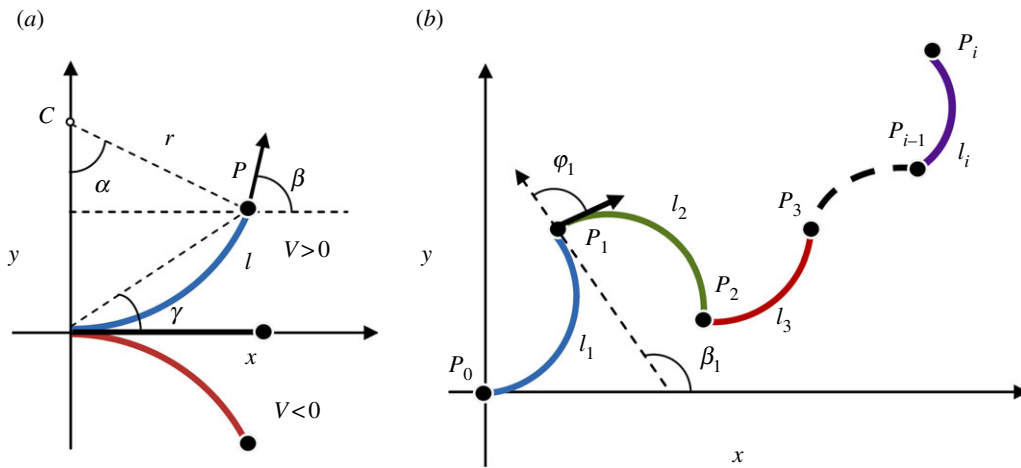 (a)
C
r
α
P
β
l
V > 0
y
γ
x
V < 0
(b)
P_i
P_{i–1}
l_i
φ_1
l_2
P_3
P_1
y
P_2
l_3
l_1
β_1
P_0
x